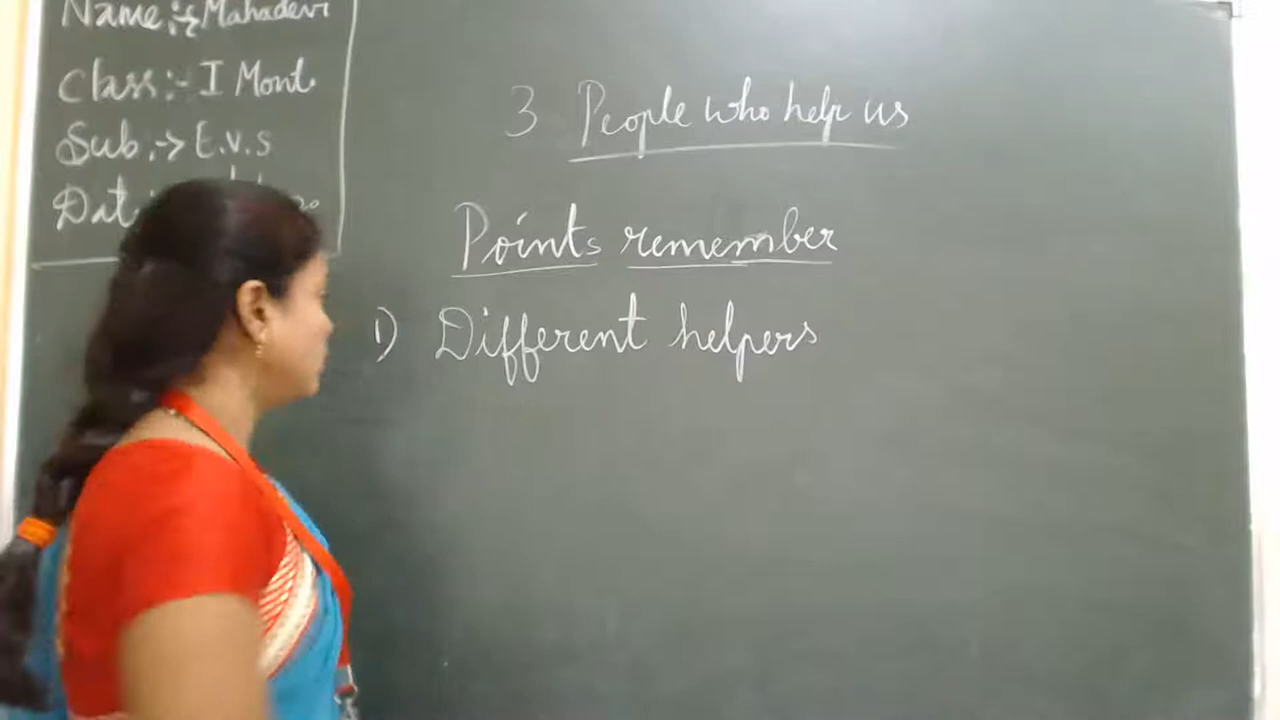 Name :- Mahadevi
Class :- I Mont.
Sub :-> E.V.S
3 People who help us
Points remember
1) Different helpers